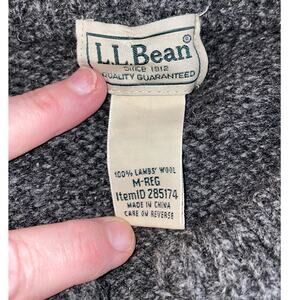 L.L.Bean®
SINCE 1912
QUALITY GUARANTEED
100% LAMBS' WOOL
M-REG
ItemID 285174
MADE IN CHINA
CARE ON REVERSE